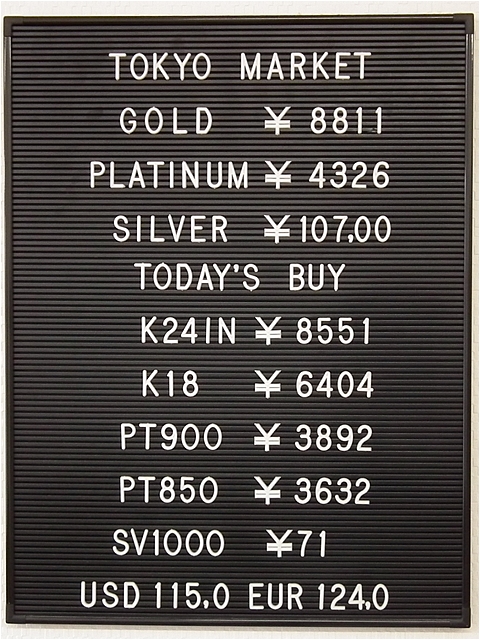 TOKYO MARKET
GOLD ¥ 8811
PLATINUM ¥ 4326
SILVER ¥107.00
TODAY'S BUY
K24IN ¥ 8551
K18 ¥ 6404
PT900 ¥ 3892
PT850 ¥ 3632
SV1000 ¥71
USD 115.0 EUR 124.0